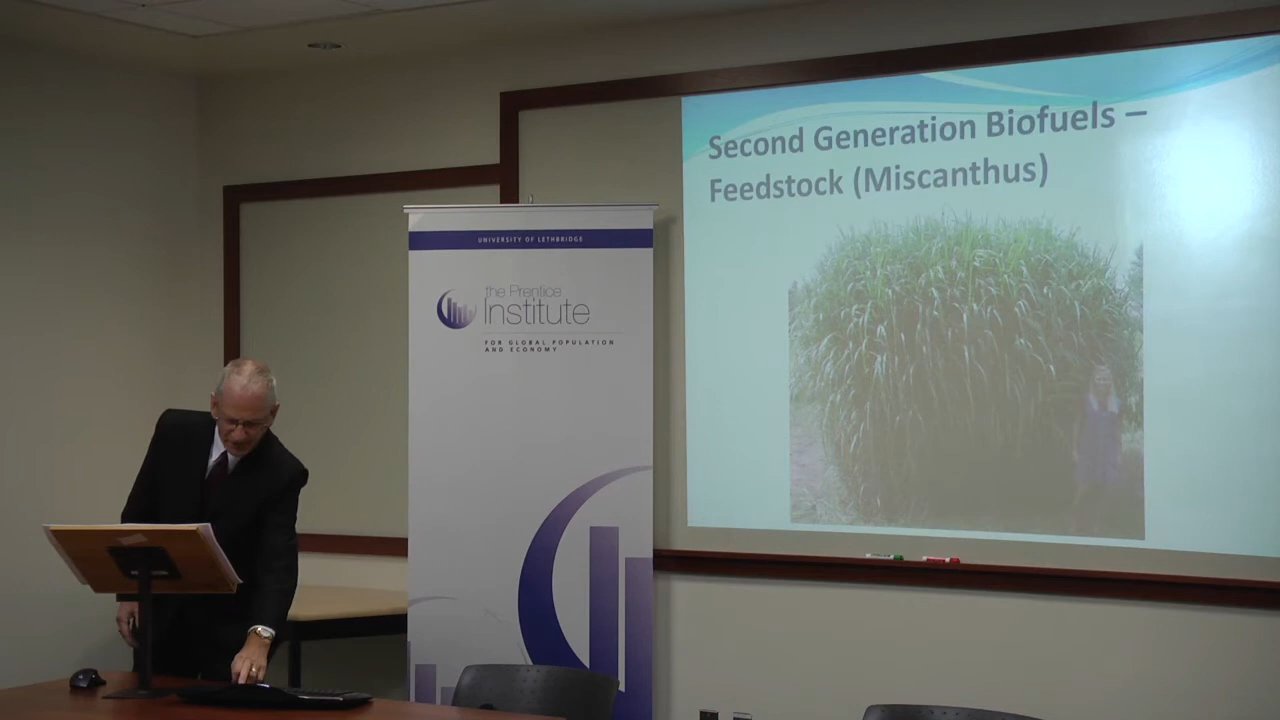 Second Generation Biofuels –
Feedstock (Miscanthus)
UNIVERSITY OF LETHBRIDGE
the Prentice
Institute
FOR GLOBAL POPULATION
AND ECONOMY